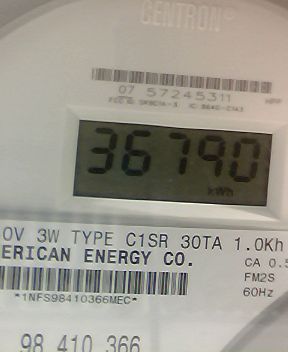 CENTRON®
07 57245311
36790
kWh
0V 3W TYPE C1SR 30TA 1.0Kh
ERICAN ENERGY CO.
CA 0.5
FM2S
*1NFS98410366MEC*
60Hz
98 410 366